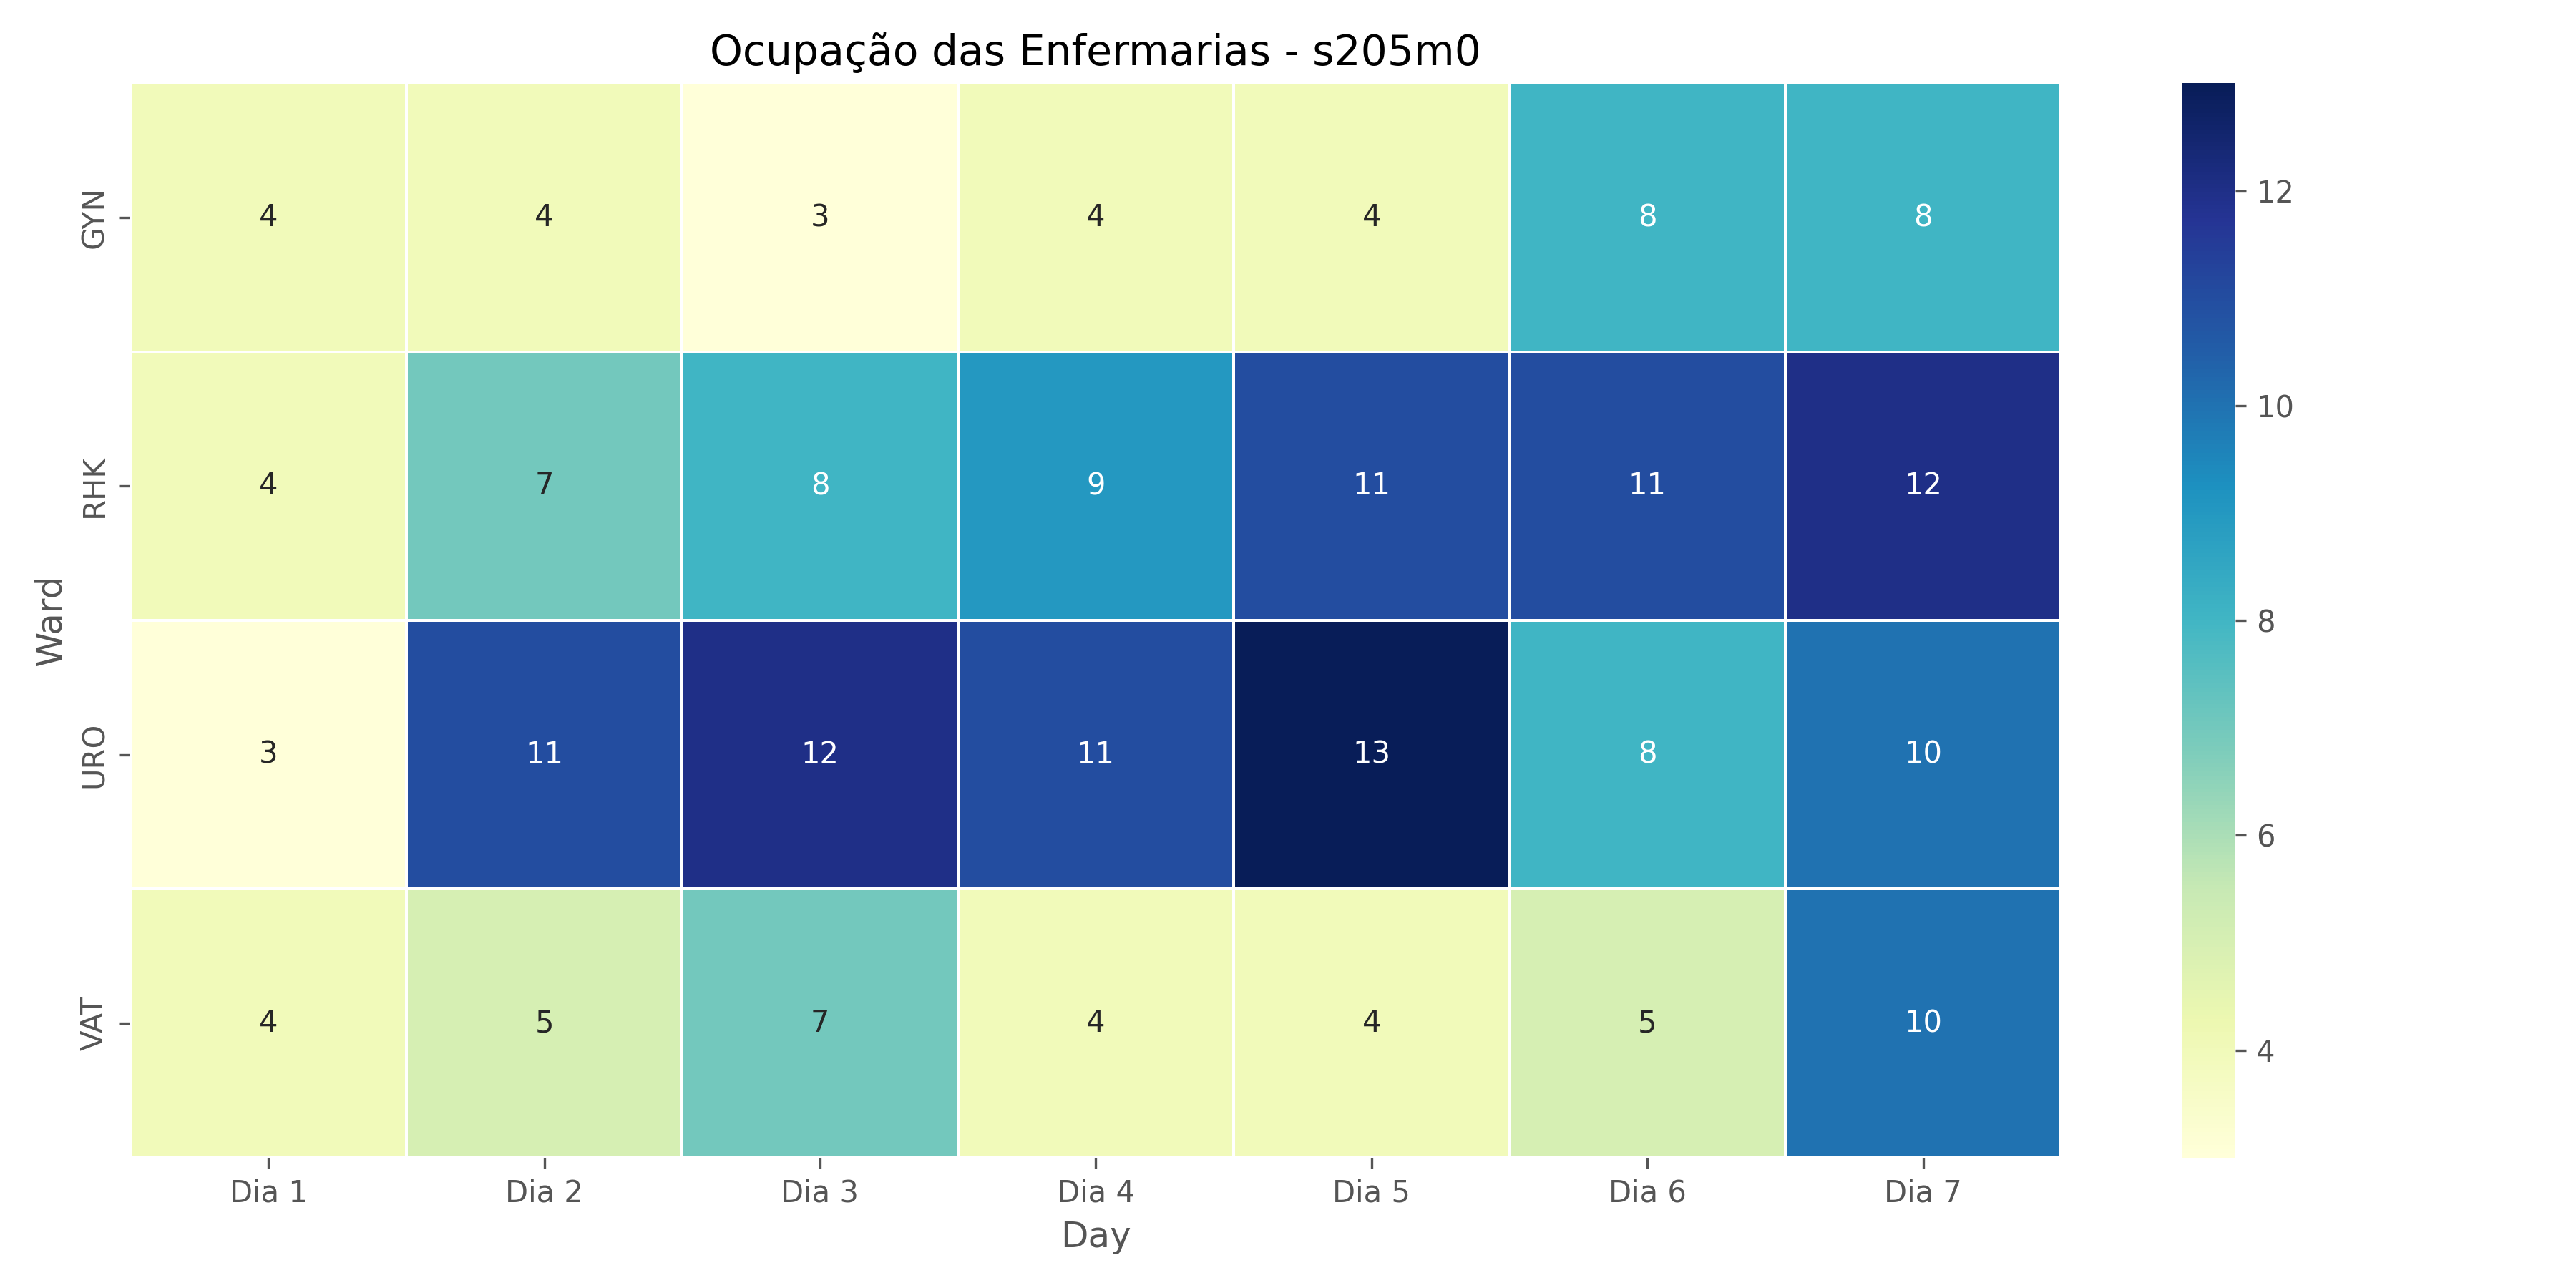 Ocupação das Enfermarias - s205m0
Ward
GYN 4 4 3 4 4 8 8
RHK 4 7 8 9 11 11 12
URO 3 11 12 11 13 8 10
VAT 4 5 7 4 4 5 10
Dia 1 Dia 2 Dia 3 Dia 4 Dia 5 Dia 6 Dia 7
Day
12
10
8
6
4